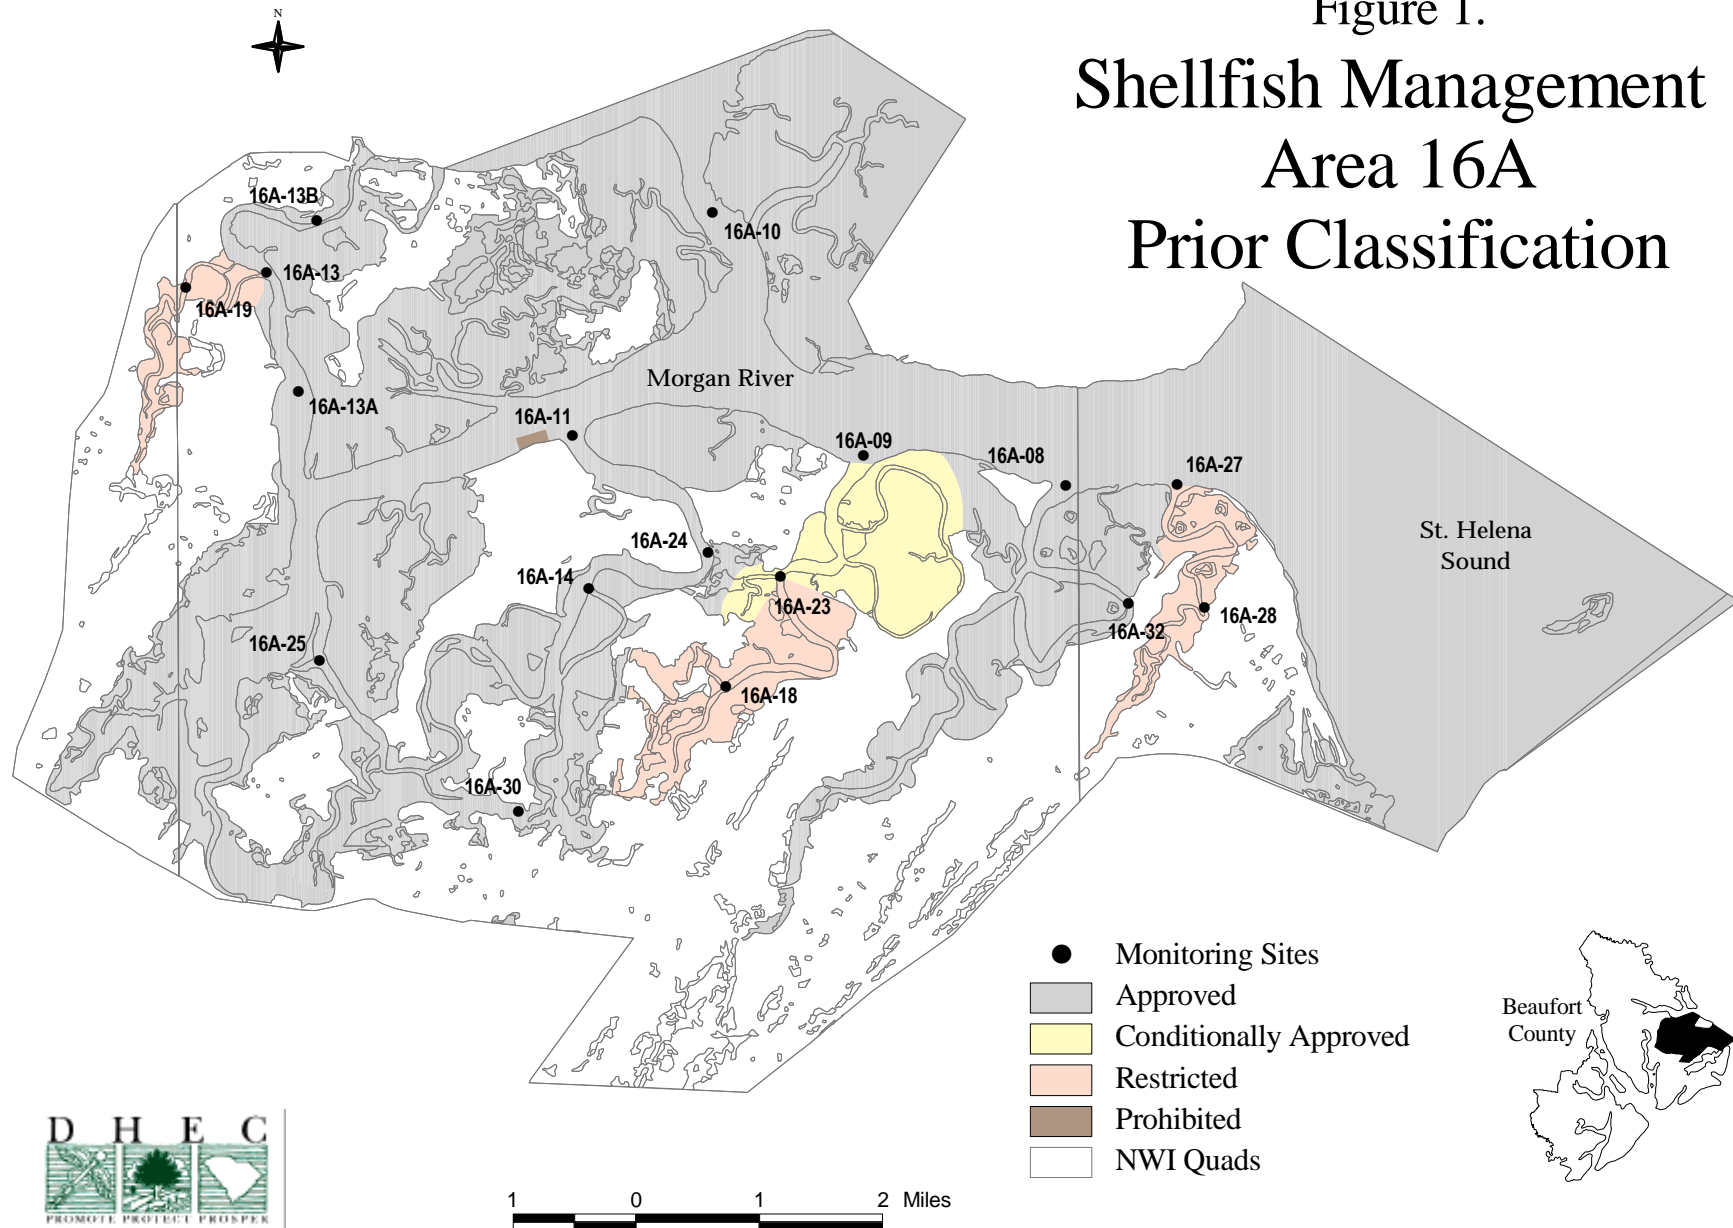 Figure 1.
Shellfish Management
Area 16A
Prior Classification
N
16A-13B
16A-10
16A-13
16A-19
Morgan River
16A-13A
16A-11
16A-09
16A-08
16A-27
St. Helena
Sound
16A-24
16A-14
16A-23
16A-28
16A-32
16A-25
16A-18
16A-30
Monitoring Sites
Approved
Conditionally Approved
Restricted
Prohibited
NWI Quads
Beaufort
County
D H E C
PROMOTE PROTECT PROSPER
1 0 1 2 Miles